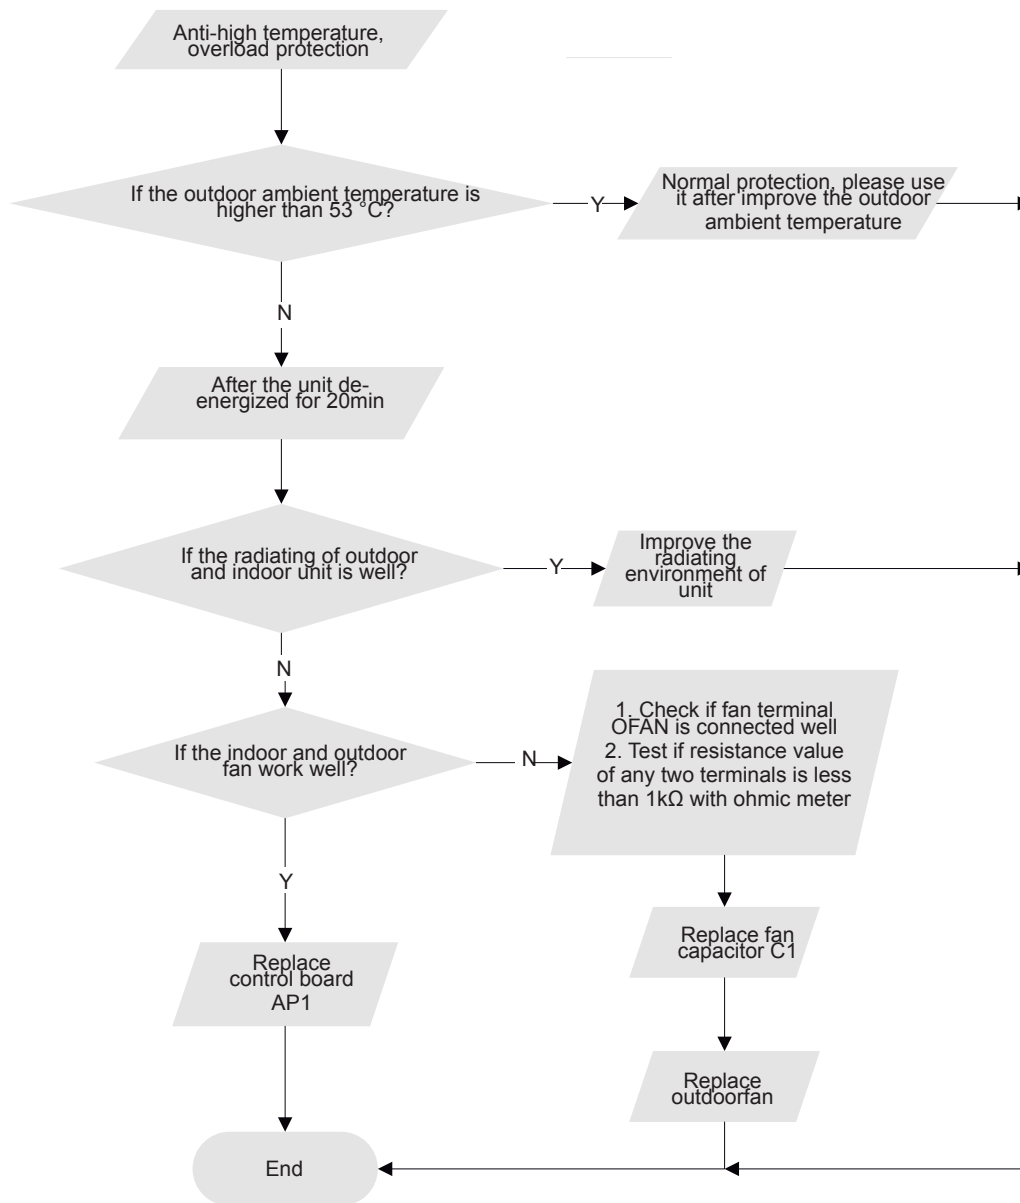 Anti-high temperature,
overload protection
If the outdoor ambient temperature is
higher than 53 °C?
Y
Normal protection, please use
it after improve the outdoor
ambient temperature
N
After the unit de-
energized for 20min
If the radiating of outdoor
and indoor unit is well?
Y
Improve the
radiating
environment of
unit
N
If the indoor and outdoor
fan work well?
N
1. Check if fan terminal
OFAN is connected well
2. Test if resistance value
of any two terminals is less
than 1kΩ with ohmic meter
Y
Replace
control board
AP1
Replace fan
capacitor C1
Replace
outdoorfan
End